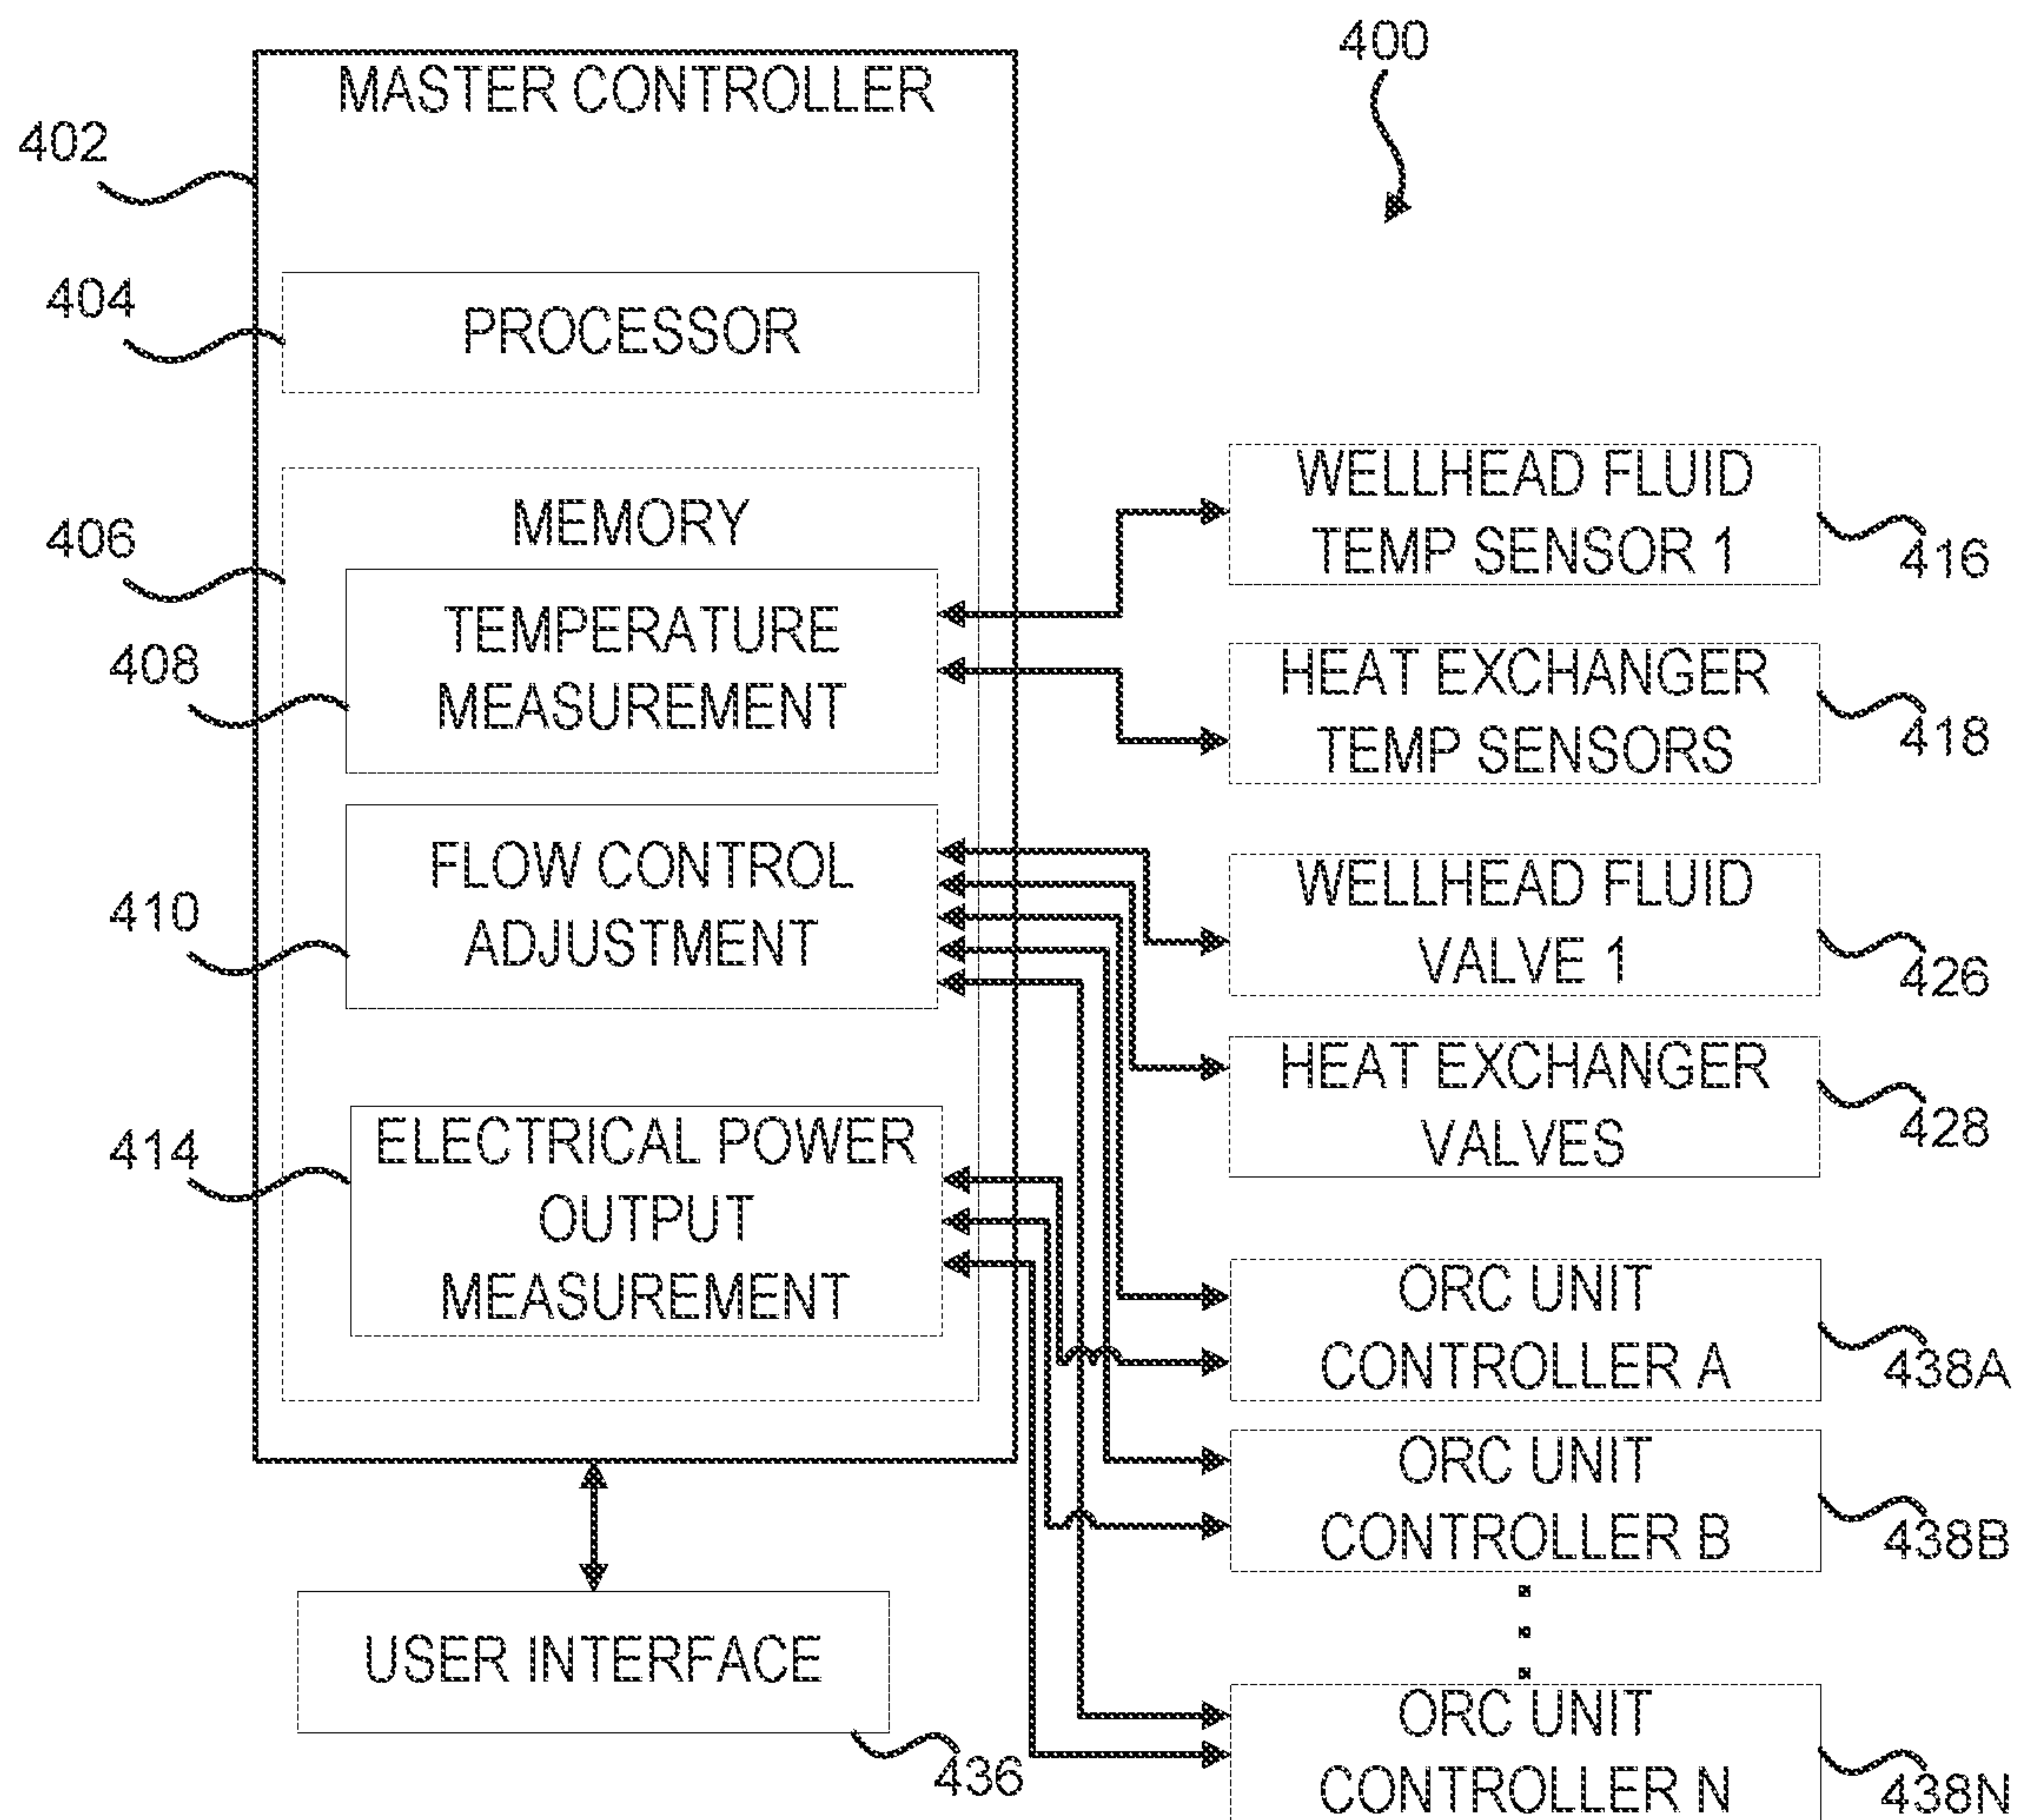 400
MASTER CONTROLLER
402
404
PROCESSOR
406
MEMORY
408
TEMPERATURE
MEASUREMENT
410
FLOW CONTROL
ADJUSTMENT
414
ELECTRICAL POWER
OUTPUT
MEASUREMENT
USER INTERFACE
436
WELLHEAD FLUID
TEMP SENSOR 1
416
HEAT EXCHANGER
TEMP SENSORS
418
WELLHEAD FLUID
VALVE 1
426
HEAT EXCHANGER
VALVES
428
ORC UNIT
CONTROLLER A
438A
ORC UNIT
CONTROLLER B
438B
ORC UNIT
CONTROLLER N
438N